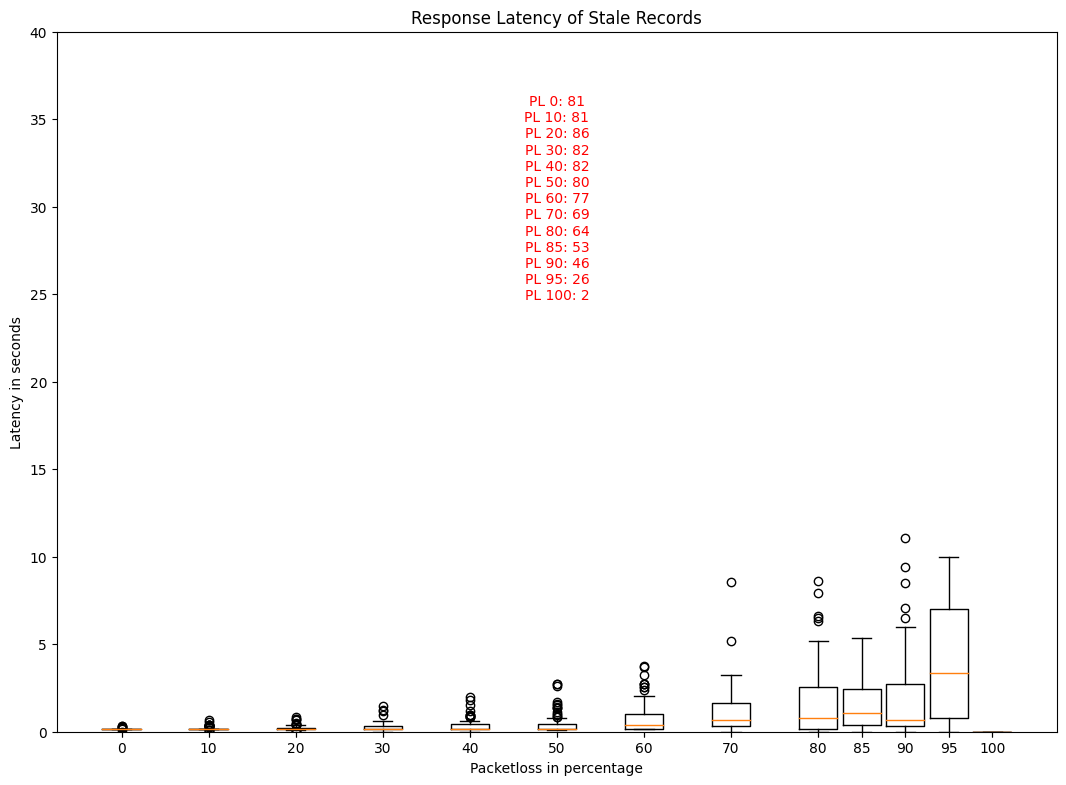 Response Latency of Stale Records
40
35
30
25
20
15
10
5
0
Latency in seconds
PL 0: 81
PL 10: 81
PL 20: 86
PL 30: 82
PL 40: 82
PL 50: 80
PL 60: 77
PL 70: 69
PL 80: 64
PL 85: 53
PL 90: 46
PL 95: 26
PL 100: 2
0 10 20 30 40 50 60 70 80 85 90 95 100
Packetloss in percentage